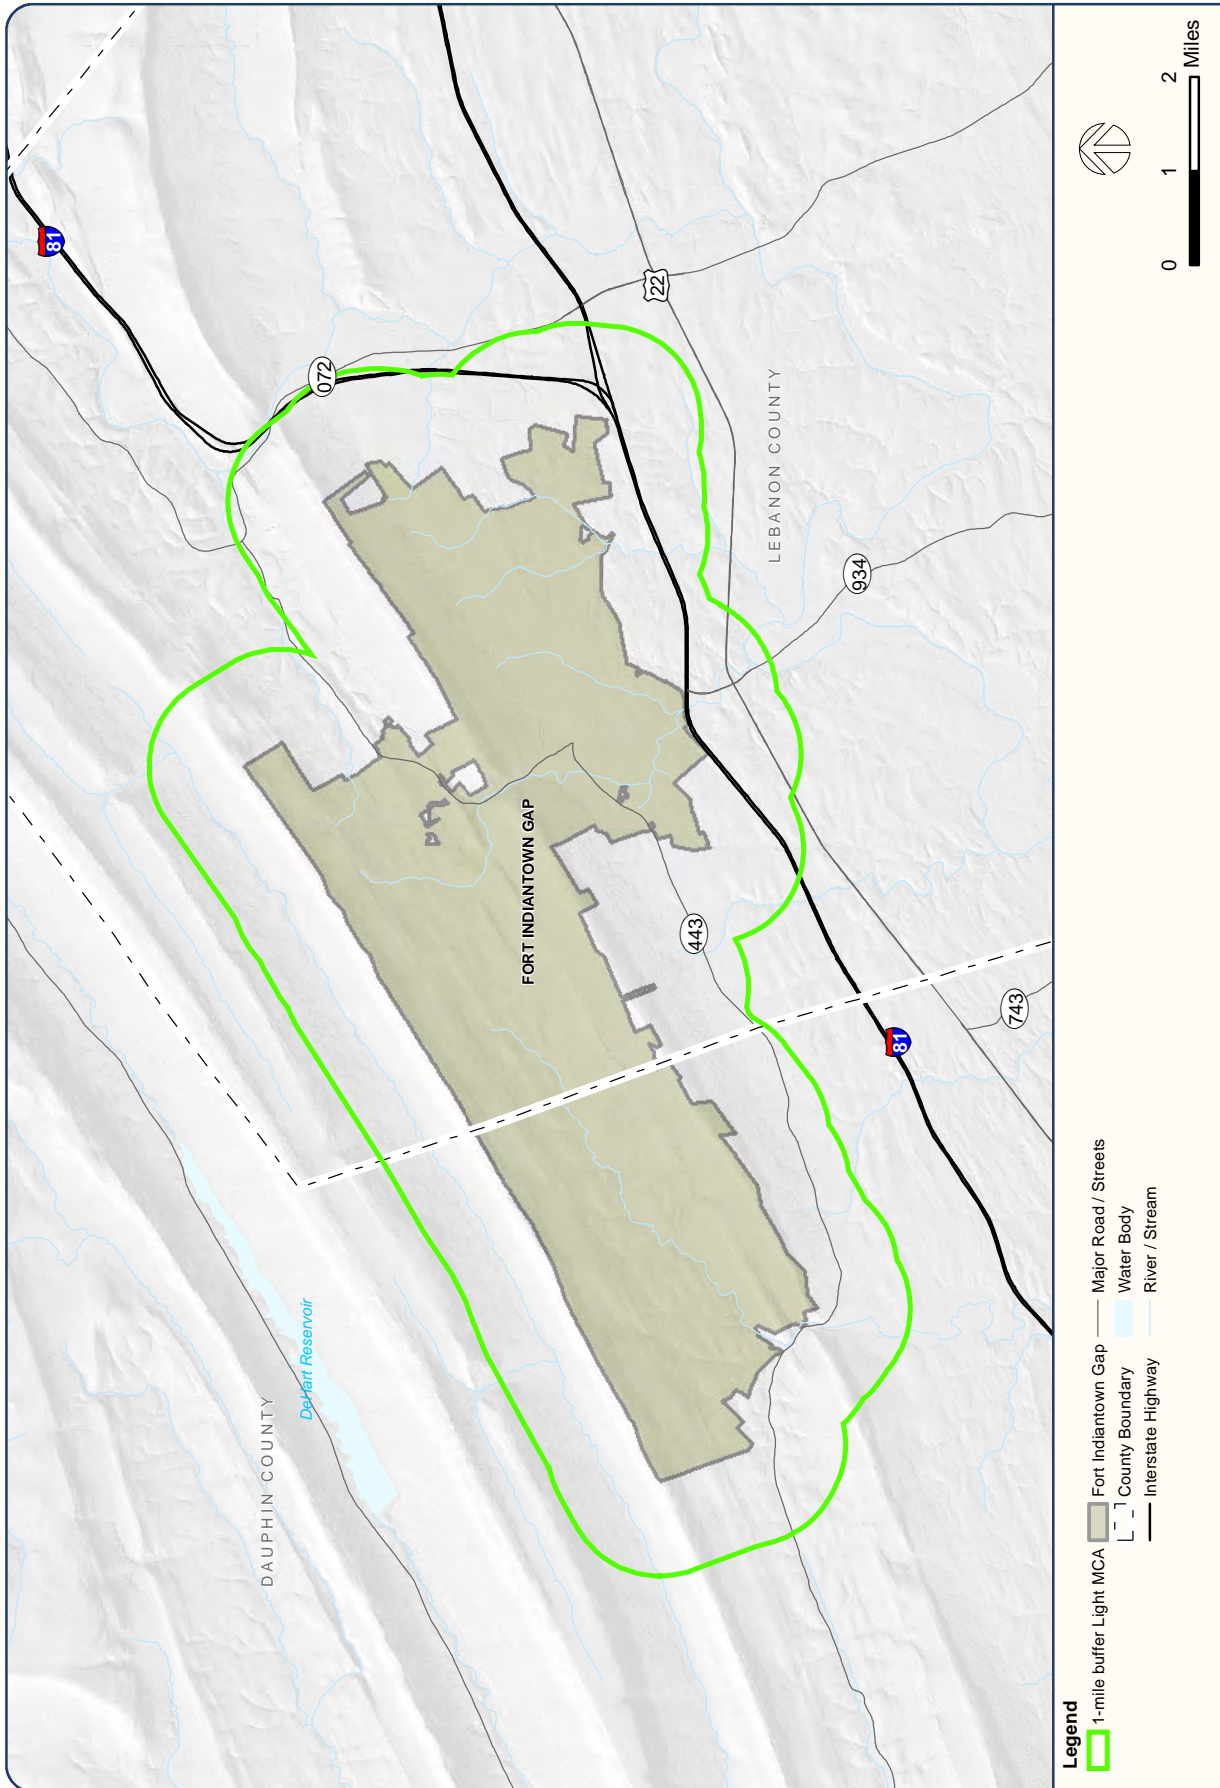 81
072
22
LEBANON COUNTY
934
FORT INDIANTOWN GAP
443
81
743
DeHart Reservoir
DAUPHIN COUNTY
Legend
1-mile buffer Light MCA
Fort Indiantown Gap
County Boundary
Interstate Highway
Major Road / Streets
Water Body
River / Stream
0 1 2 Miles